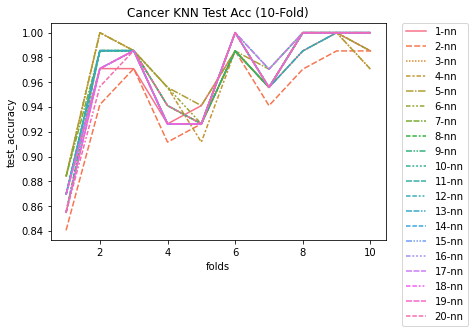 Cancer KNN Test Acc (10-Fold)
test_accuracy
1.00
0.98
0.96
0.94
0.92
0.90
0.88
0.86
0.84
2
4
6
8
10
folds
1-nn
2-nn
3-nn
4-nn
5-nn
6-nn
7-nn
8-nn
9-nn
10-nn
11-nn
12-nn
13-nn
14-nn
15-nn
16-nn
17-nn
18-nn
19-nn
20-nn